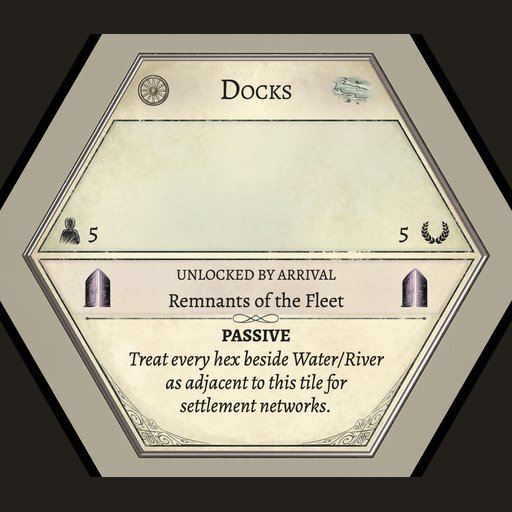 Docks
5
5
UNLOCKED BY ARRIVAL
Remnants of the Fleet
PASSIVE
Treat every hex beside Water/River
as adjacent to this tile for
settlement networks.